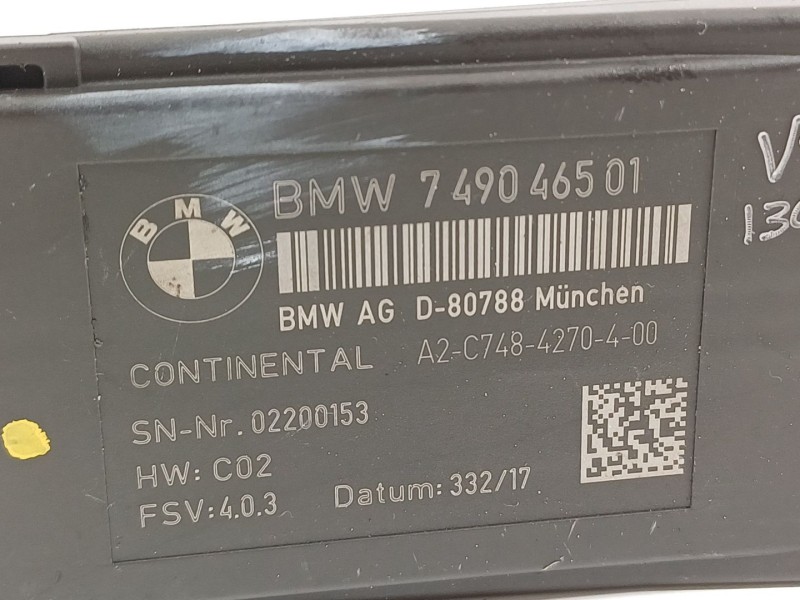 BMW
BMW 7 490 465 01
BMW AG D-80788 München
CONTINENTAL A2-C748-4270-4-00
SN-Nr. 02200153
HW: C02
FSV:4.0.3 Datum: 332/17